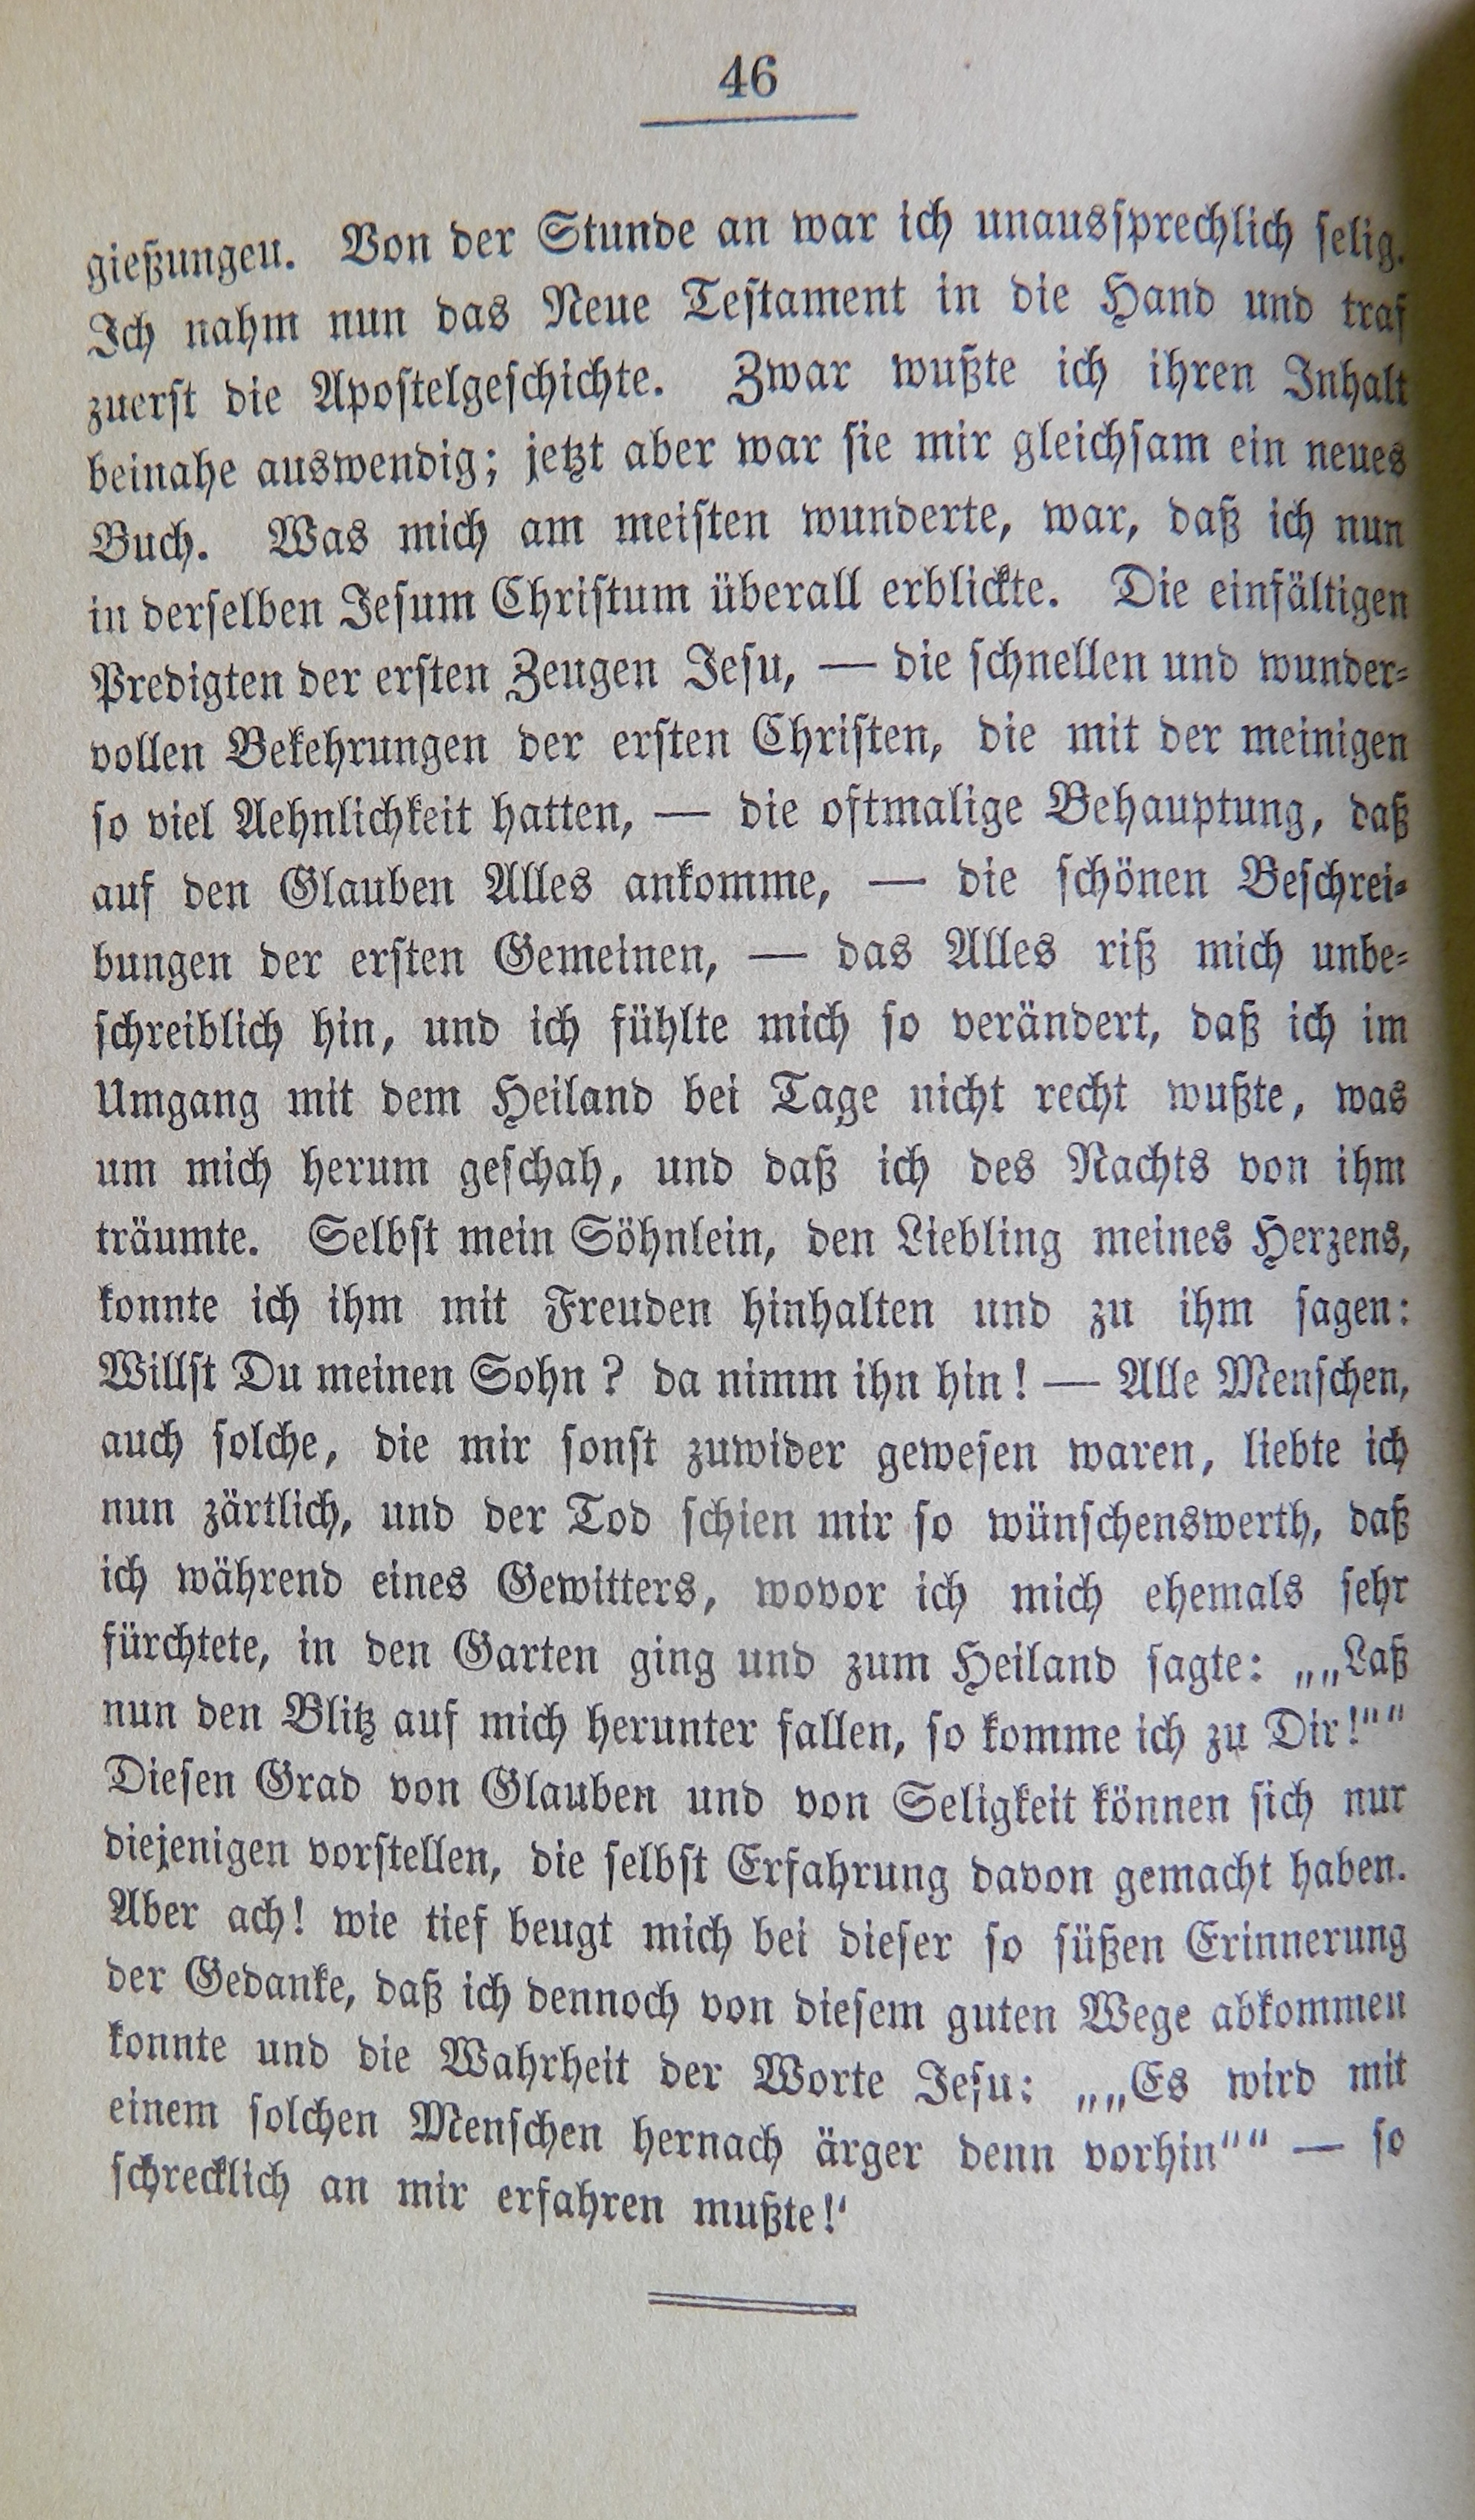 46
gießungen. Von der Stunde an war ich unaussprechlich selig.
Ich nahm nun das Neue Testament in die Hand und traf
zuerst die Apostelgeschichte. Zwar wußte ich ihren Inhalt
beinahe auswendig; jetzt aber war sie mir gleichsam ein neues
Buch. Was mich am meisten wunderte, war, daß ich nun
in derselben Jesum Christum überall erblickte. Die einfältigen
Predigten der ersten Zeugen Jesu, — die schnellen und wunder-
vollen Bekehrungen der ersten Christen, die mit der meinigen
so viel Aehnlichkeit hatten, — die oftmalige Behauptung, daß
auf den Glauben Alles ankomme, — die schönen Beschrei-
bungen der ersten Gemeinen, — das Alles riß mich unbe-
schreiblich hin, und ich fühlte mich so verändert, daß ich im
Umgang mit dem Heiland bei Tage nicht recht wußte, was
um mich herum geschah, und daß ich des Nachts von ihm
träumte. Selbst mein Söhnlein, den Liebling meines Herzens,
konnte ich ihm mit Freuden hinhalten und zu ihm sagen:
Willst Du meinen Sohn? da nimm ihn hin! — Alle Menschen,
auch solche, die mir sonst zuwider gewesen waren, liebte ich
nun zärtlich, und der Tod schien mir so wünschenswerth, daß
ich während eines Gewitters, wovor ich mich ehemals sehr
fürchtete, in den Garten ging und zum Heiland sagte: „„Laß
nun den Blitz auf mich herunter fallen, so komme ich zu Dir!““
Diesen Grad von Glauben und von Seligkeit können sich nur
diejenigen vorstellen, die selbst Erfahrung davon gemacht haben.
Aber ach! wie tief beugt mich bei dieser so süßen Erinnerung
der Gedanke, daß ich dennoch von diesem guten Wege abkommen
konnte und die Wahrheit der Worte Jesu: „„Es wird mit
einem solchen Menschen hernach ärger denn vorhin““ — so
schrecklich an mir erfahren mußte!‘